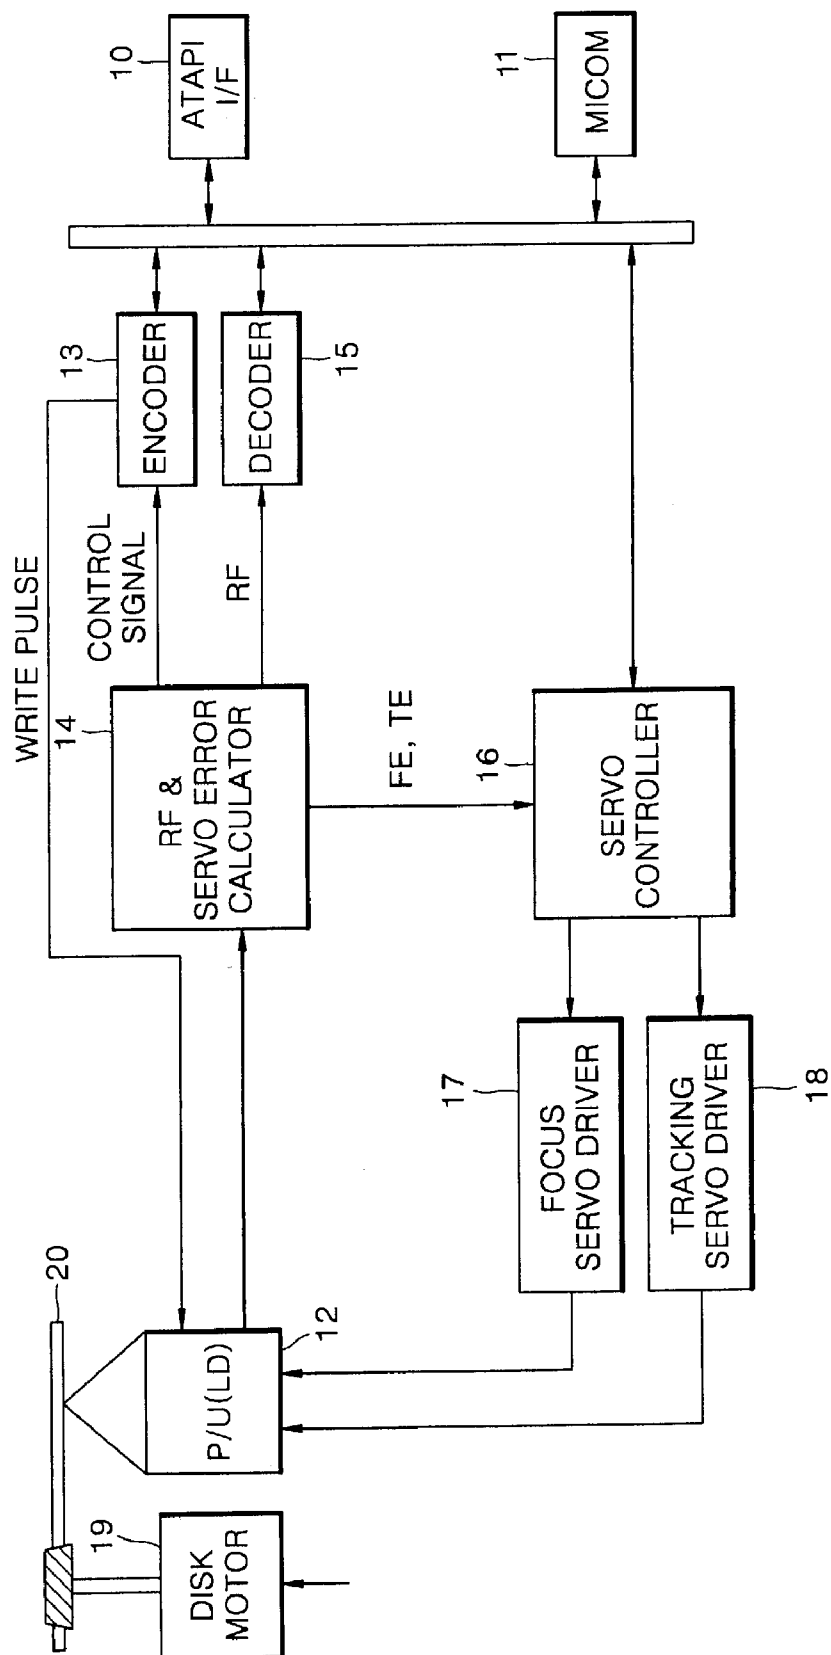 20
19
DISK
MOTOR
P/U(LD)
12
WRITE PULSE
14
RF &
SERVO ERROR
CALCULATOR
CONTROL
SIGNAL
RF
13
ENCODER
DECODER
15
10
ATAPI
I/F
11
MICOM
FE, TE
16
SERVO
CONTROLLER
17
FOCUS
SERVO DRIVER
TRACKING
SERVO DRIVER
18